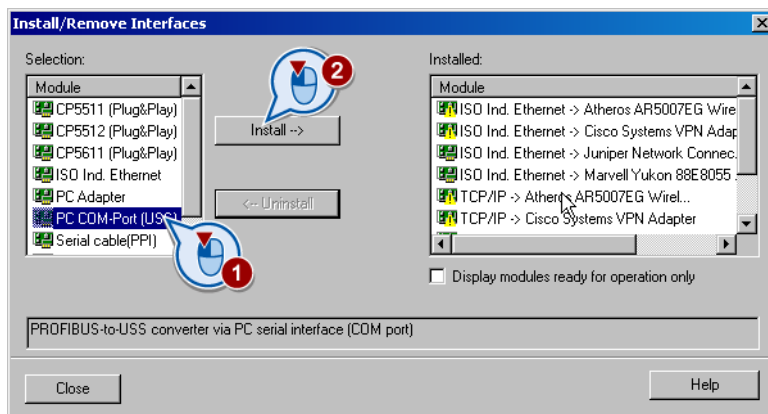 Install/Remove Interfaces
Selection:
Module
CP5511 (Plug&Play)
CP5512 (Plug&Play)
CP5611 (Plug&Play)
ISO Ind. Ethernet
PC Adapter
PC COM-Port (USS)
Serial cable(PPI)
1
2
Install -->
<-- Uninstall
Installed:
Module
ISO Ind. Ethernet -> Atheros AR5007EG Wire
ISO Ind. Ethernet -> Cisco Systems VPN Adap
ISO Ind. Ethernet -> Juniper Network Connec.
ISO Ind. Ethernet -> Marvell Yukon 88E8055
TCP/IP -> Atheros AR5007EG Wirel...
TCP/IP -> Cisco Systems VPN Adapter
Display modules ready for operation only
PROFIBUS-to-USS converter via PC serial interface (COM port)
Close
Help